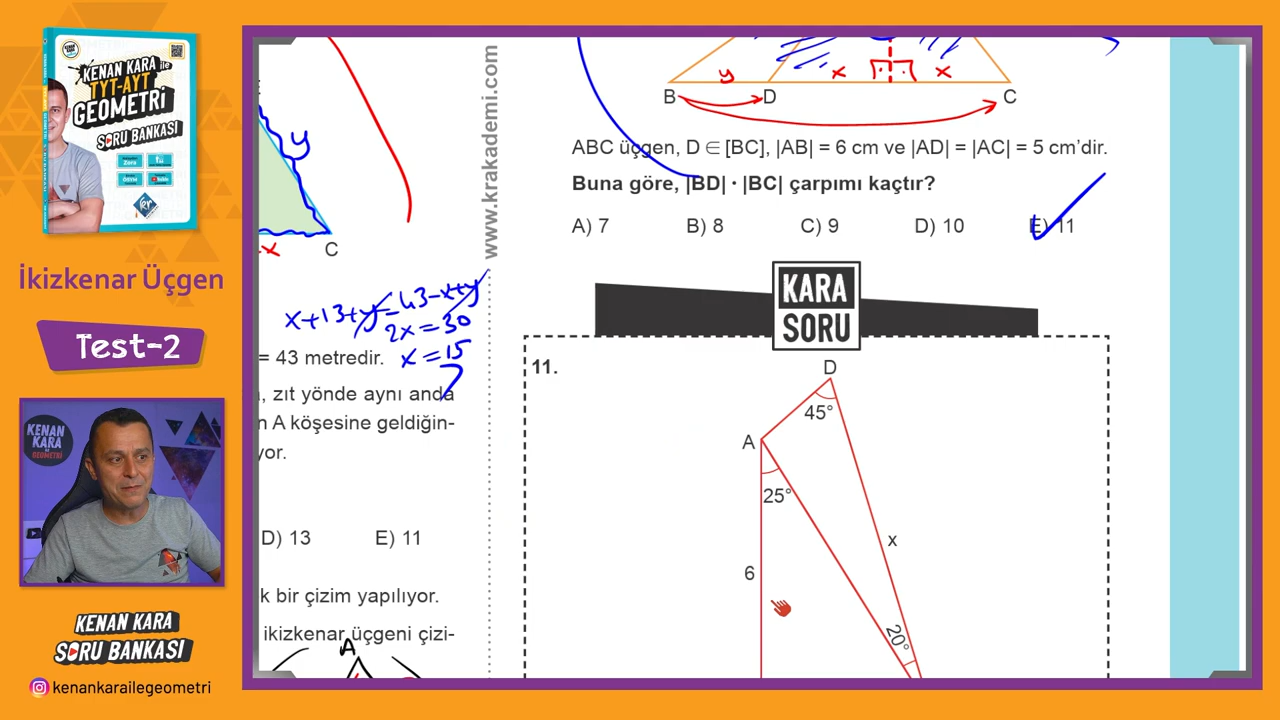 KENAN KARA ile
TYT-AYT
GEOMETRİ
SORU BANKASI
İkizkenar Üçgen
Test-2
KENAN
KARA
ile
GEOMETRİ
KENAN KARA
SORU BANKASI
kenankarailegeometri
y
C
x
x+13+y=43-x+y
2x=30
x=15
= 43 metredir.
, zıt yönde aynı anda
n A köşesine geldiğin-
yor.
D) 13 E) 11
k bir çizim yapılıyor.
ikizkenar üçgeni çizi-
A
www.krakademi.com
y x x
B D C
ABC üçgen, D ∈ [BC], |AB| = 6 cm ve |AD| = |AC| = 5 cm'dir.
Buna göre, |BD| · |BC| çarpımı kaçtır?
A) 7 B) 8 C) 9 D) 10 E) 11
KARA
SORU
11.
D
45°
A
25°
x
6
20°